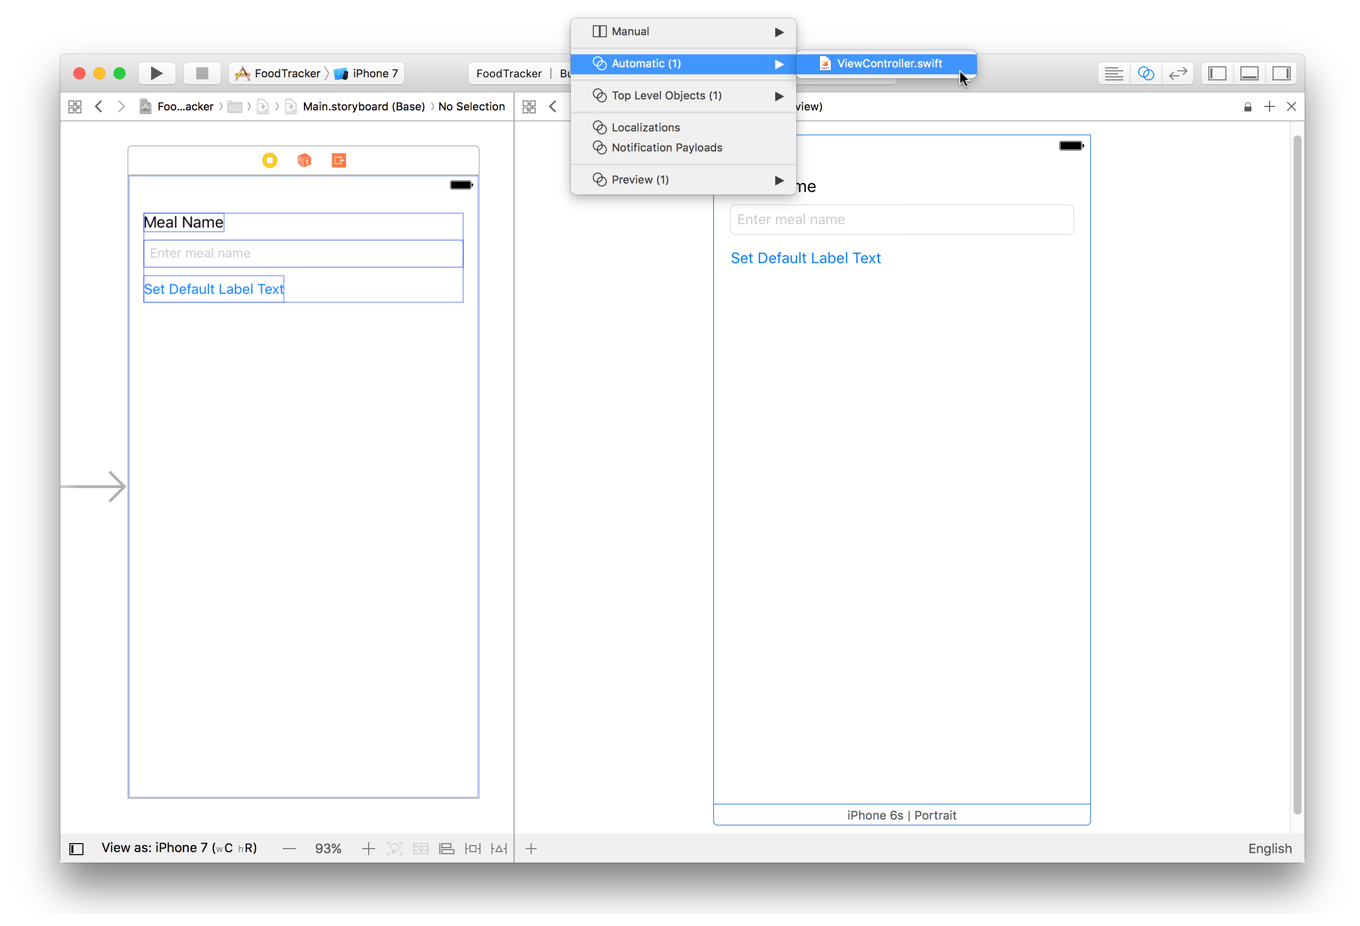 Manual
Automatic (1)
ViewController.swift
Top Level Objects (1)
Localizations
Notification Payloads
Preview (1)
FoodTracker
iPhone 7
FoodTracker |
Foo...acker
Main.storyboard (Base)
No Selection
Meal Name
Enter meal name
Set Default Label Text
me
Enter meal name
Set Default Label Text
iPhone 6s | Portrait
View as: iPhone 7 (wC hR)
93%
English